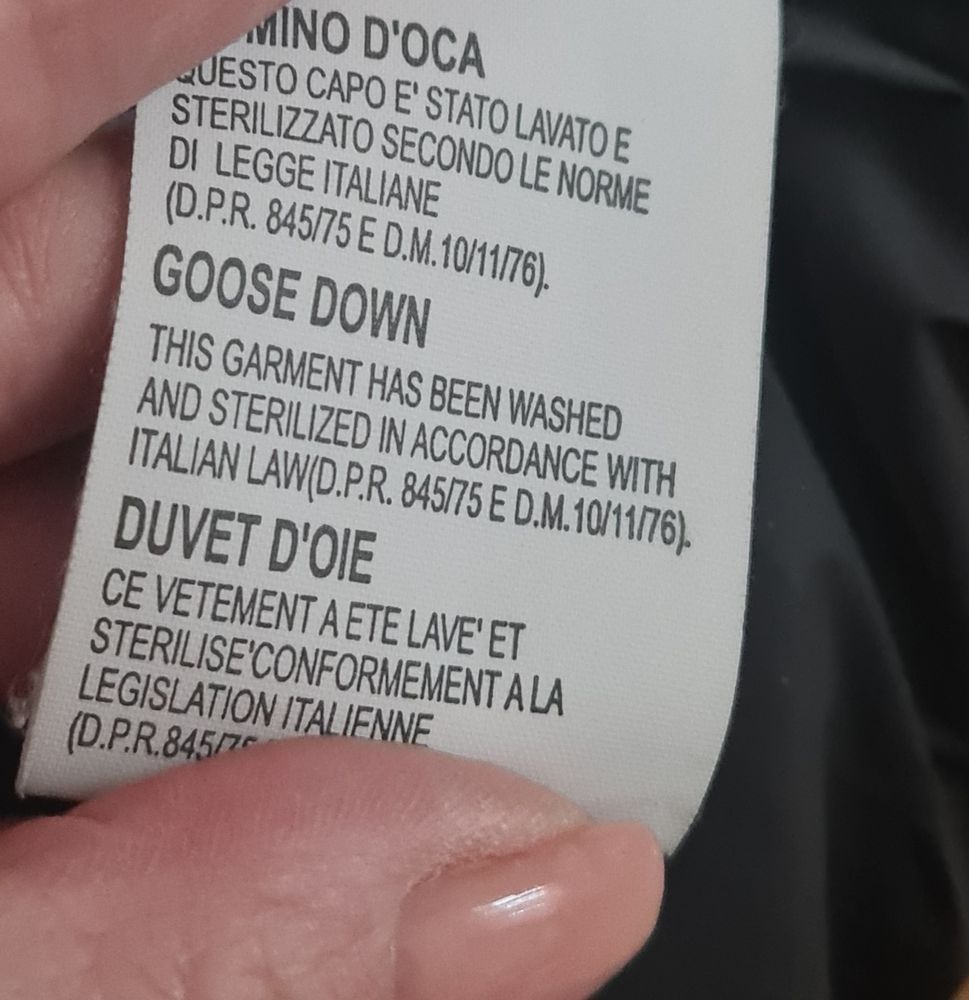 D'OCA
QUESTO CAPO E' STATO LAVATO E
STERILIZZATO SECONDO LE NORME
DI LEGGE ITALIANE
(D.P.R. 845/75 E D.M.10/11/76).
GOOSE DOWN
THIS GARMENT HAS BEEN WASHED
AND STERILIZED IN ACCORDANCE WITH
ITALIAN LAW(D.P.R. 845/75 E D.M.10/11/76).
DUVET D'OIE
CE VETEMENT A ETE LAVE' ET
STERILISE'CONFORMEMENT A LA
LEGISLATION ITALIENNE
(D.P.R.845/75